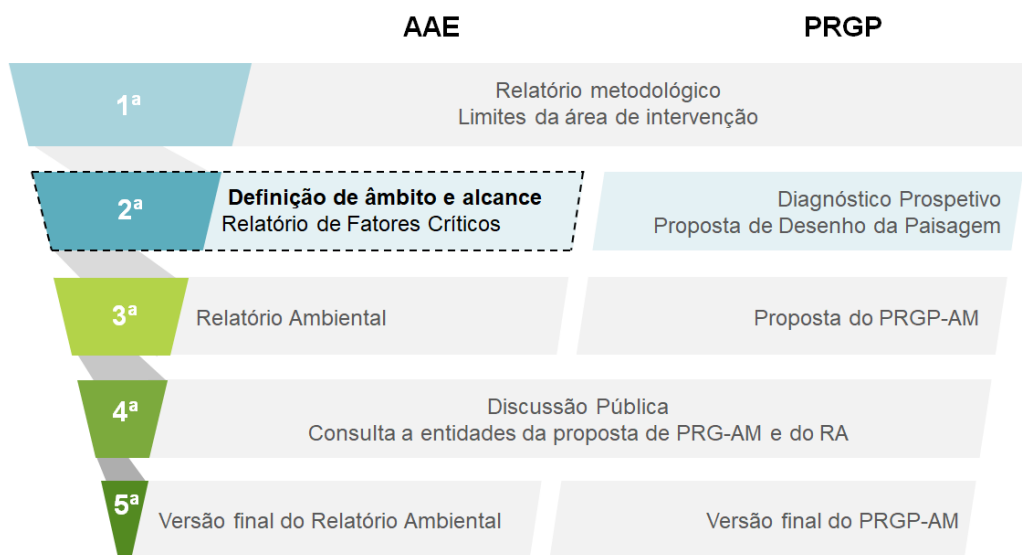 AAE PRGP
1ª
Relatório metodológico
Limites da área de intervenção
2ª
Definição de âmbito e alcance
Relatório de Fatores Críticos
Diagnóstico Prospetivo
Proposta de Desenho da Paisagem
3ª
Relatório Ambiental
Proposta do PRGP-AM
4ª
Discussão Pública
Consulta a entidades da proposta de PRG-AM e do RA
5ª
Versão final do Relatório Ambiental
Versão final do PRGP-AM